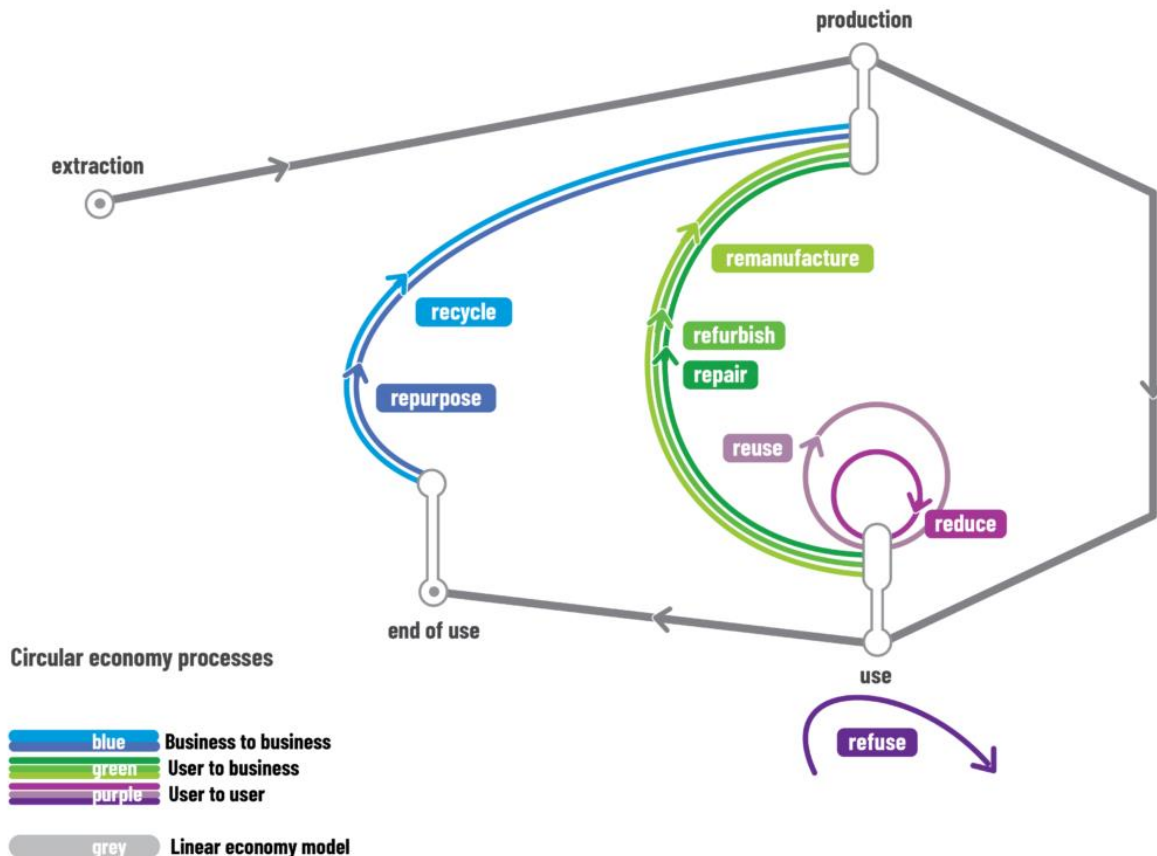 production
extraction
remanufacture
recycle
refurbish
repair
repurpose
reuse
reduce
end of use
use
Circular economy processes
refuse
blue Business to business
green User to business
purple User to user
grey Linear economy model